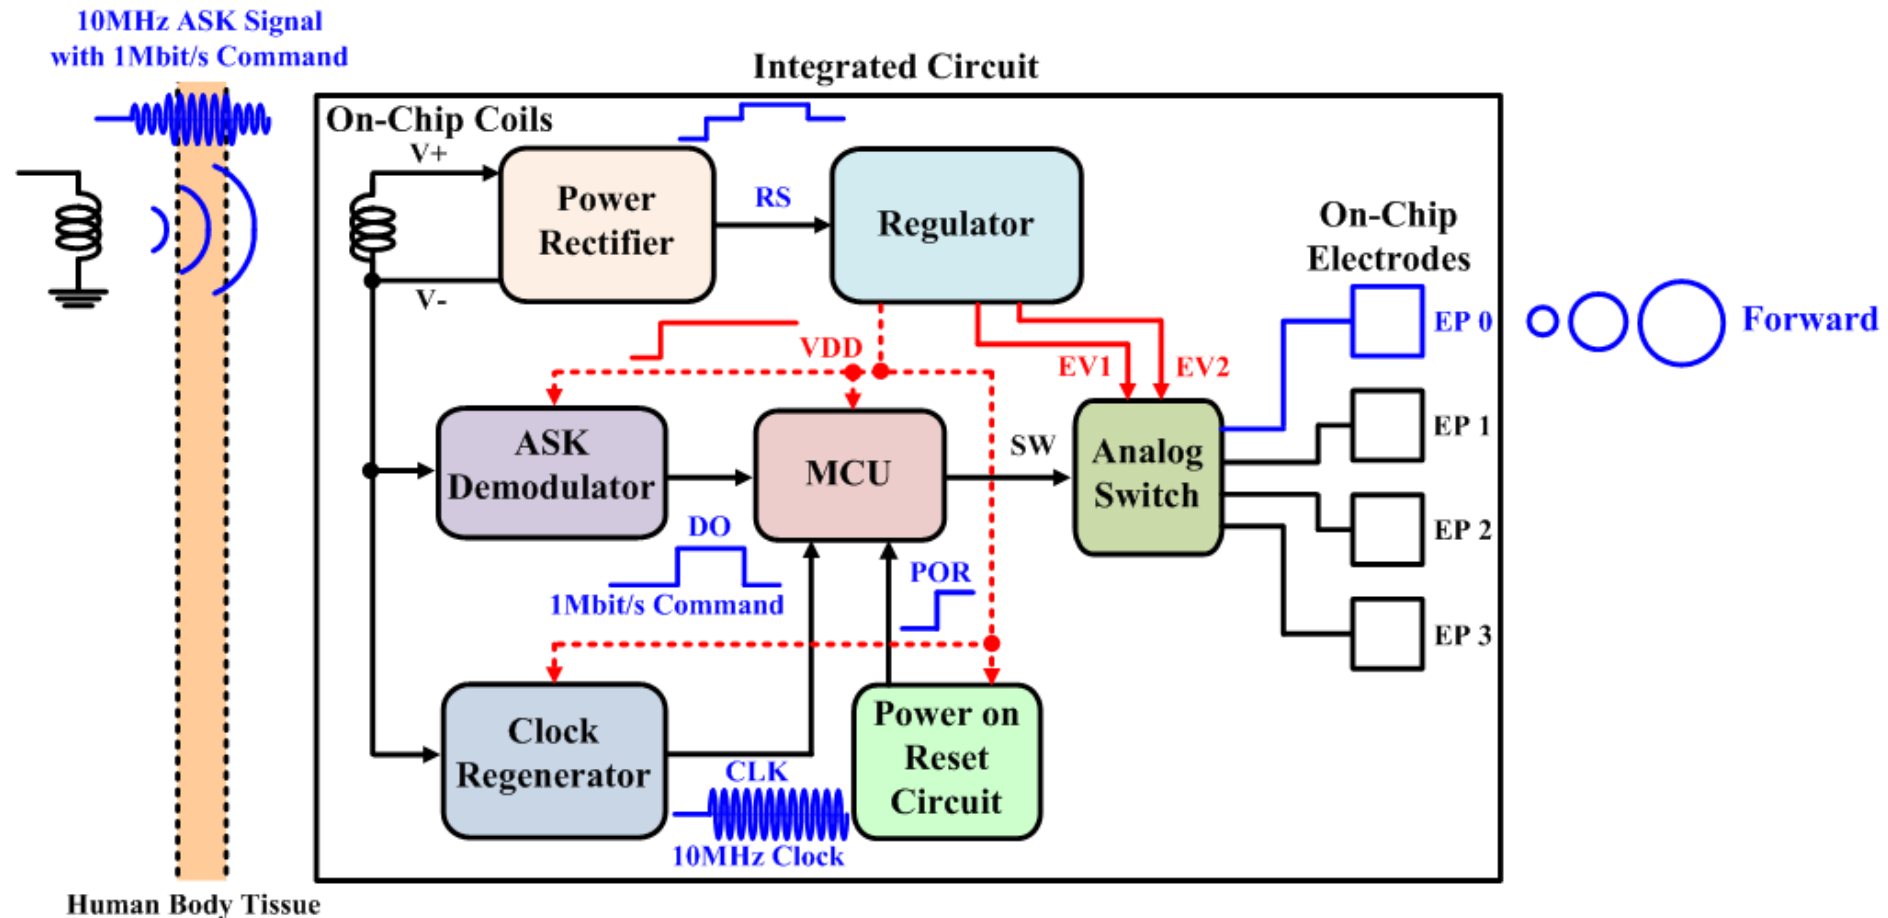 10MHz ASK Signal
with 1Mbit/s Command
Integrated Circuit
On-Chip Coils
V+
Power
Rectifier
RS
Regulator
V-
On-Chip
Electrodes
EP 0
Forward
VDD
EV1
EV2
ASK
Demodulator
MCU
SW
Analog
Switch
EP 1
EP 2
EP 3
DO
1Mbit/s Command
POR
Clock
Regenerator
CLK
10MHz Clock
Power on
Reset
Circuit
Human Body Tissue